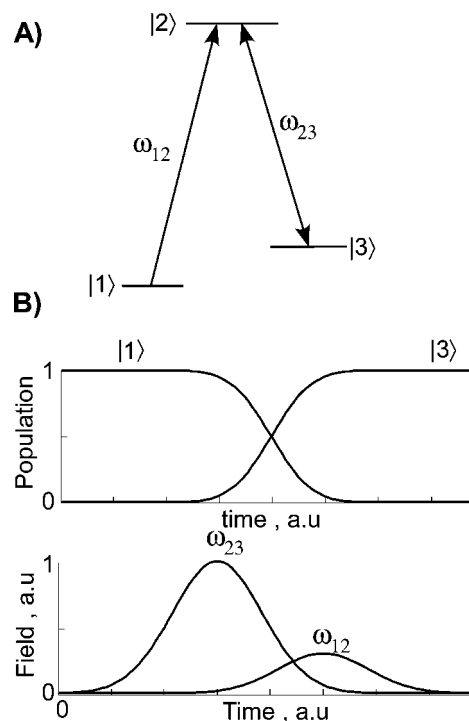 A)
|2⟩
ω12
ω23
|3⟩
|1⟩
B)
|1⟩ |3⟩
1
Population
0
time , a.u
ω23
1
Field , a.u
ω12
0
0
Time , a.u